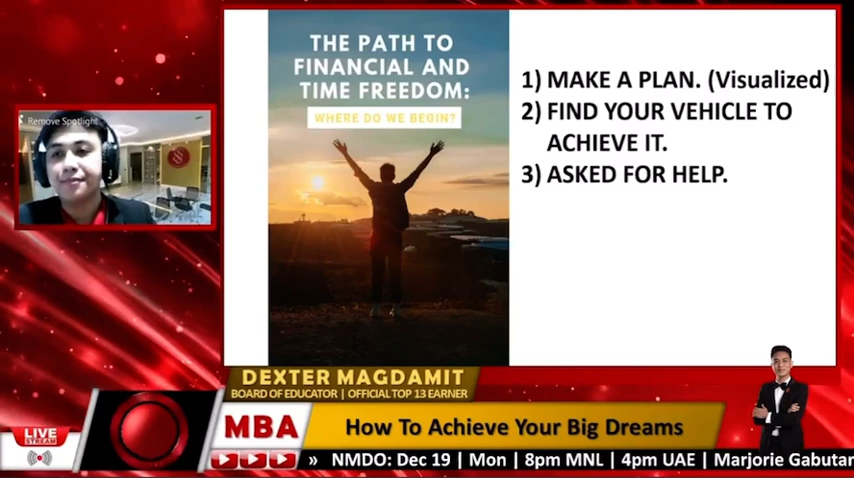 Remove Spotlight
THE PATH TO
FINANCIAL AND
TIME FREEDOM:
WHERE DO WE BEGIN?
1) MAKE A PLAN. (Visualized)
2) FIND YOUR VEHICLE TO
ACHIEVE IT.
3) ASKED FOR HELP.
DEXTER MAGDAMIT
BOARD OF EDUCATOR | OFFICIAL TOP 13 EARNER
LIVE
STREAM
MBA
How To Achieve Your Big Dreams
» NMDO: Dec 19 | Mon | 8pm MNL | 4pm UAE | Marjorie Gabutan